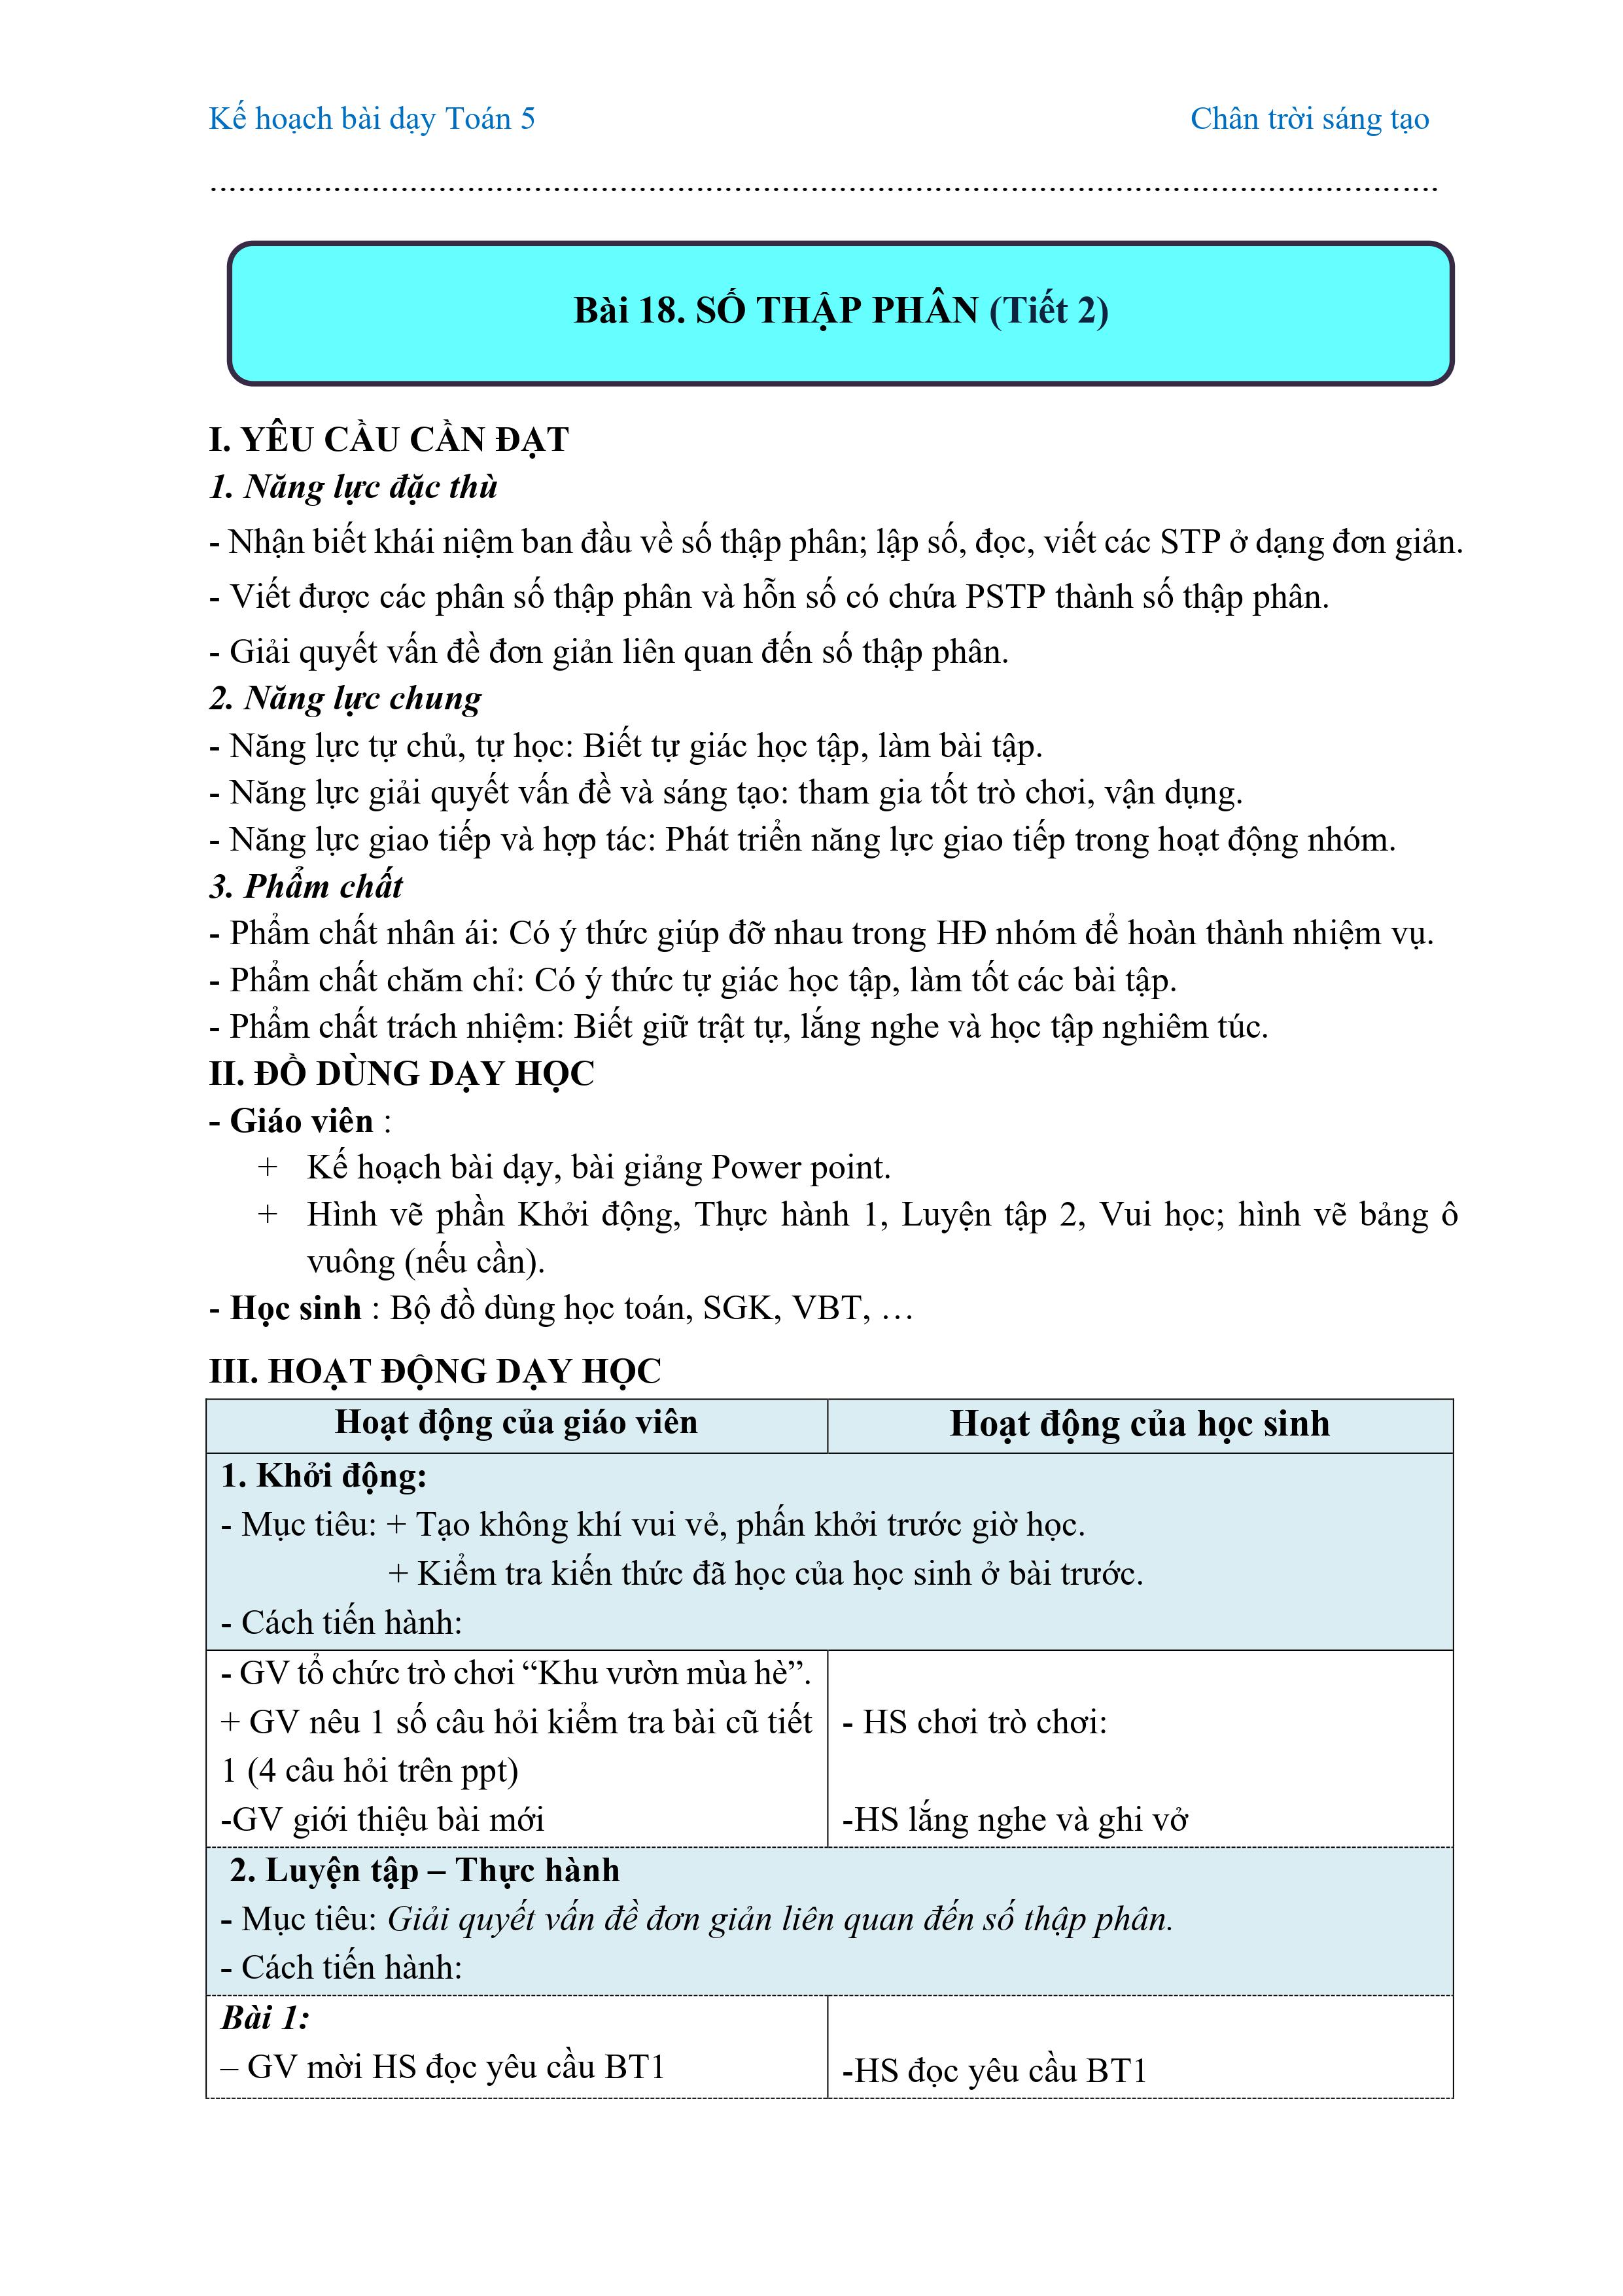 Kế hoạch bài dạy Toán 5 Chân trời sáng tạo
................................................................................................................................
Bài 18. SỐ THẬP PHÂN (Tiết 2)
I. YÊU CẦU CẦN ĐẠT
1. Năng lực đặc thù
- Nhận biết khái niệm ban đầu về số thập phân; lập số, đọc, viết các STP ở dạng đơn giản.
- Viết được các phân số thập phân và hỗn số có chứa PSTP thành số thập phân.
- Giải quyết vấn đề đơn giản liên quan đến số thập phân.
2. Năng lực chung
- Năng lực tự chủ, tự học: Biết tự giác học tập, làm bài tập.
- Năng lực giải quyết vấn đề và sáng tạo: tham gia tốt trò chơi, vận dụng.
- Năng lực giao tiếp và hợp tác: Phát triển năng lực giao tiếp trong hoạt động nhóm.
3. Phẩm chất
- Phẩm chất nhân ái: Có ý thức giúp đỡ nhau trong HĐ nhóm để hoàn thành nhiệm vụ.
- Phẩm chất chăm chỉ: Có ý thức tự giác học tập, làm tốt các bài tập.
- Phẩm chất trách nhiệm: Biết giữ trật tự, lắng nghe và học tập nghiêm túc.
II. ĐỒ DÙNG DẠY HỌC
- Giáo viên :
+ Kế hoạch bài dạy, bài giảng Power point.
+ Hình vẽ phần Khởi động, Thực hành 1, Luyện tập 2, Vui học; hình vẽ bảng ô
vuông (nếu cần).
- Học sinh : Bộ đồ dùng học toán, SGK, VBT, …
III. HOẠT ĐỘNG DẠY HỌC
Hoạt động của giáo viên Hoạt động của học sinh
1. Khởi động:
- Mục tiêu: + Tạo không khí vui vẻ, phấn khởi trước giờ học.
+ Kiểm tra kiến thức đã học của học sinh ở bài trước.
- Cách tiến hành:
- GV tổ chức trò chơi “Khu vườn mùa hè”.
+ GV nêu 1 số câu hỏi kiểm tra bài cũ tiết
1 (4 câu hỏi trên ppt)
-GV giới thiệu bài mới
- HS chơi trò chơi:
-HS lắng nghe và ghi vở
2. Luyện tập – Thực hành
- Mục tiêu: Giải quyết vấn đề đơn giản liên quan đến số thập phân.
- Cách tiến hành:
Bài 1:
– GV mời HS đọc yêu cầu BT1
-HS đọc yêu cầu BT1